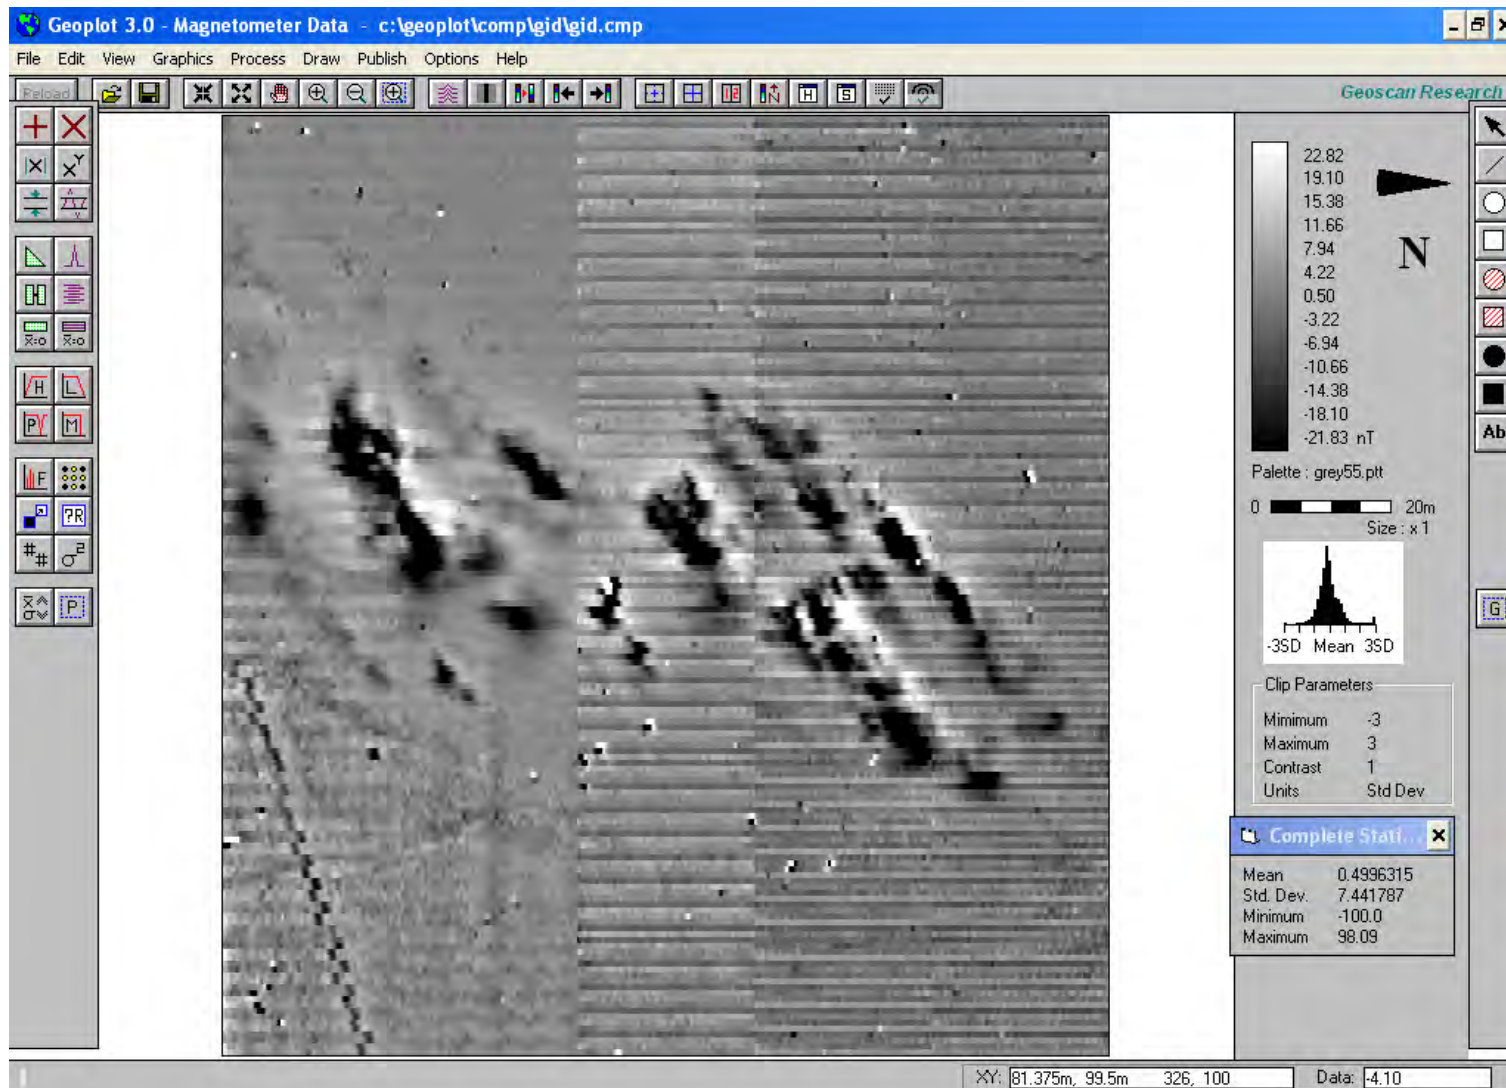 Geoplot 3.0 - Magnetometer Data - c:\geoplot\comp\gid\gid.cmp
File Edit View Graphics Process Draw Publish Options Help
Reload
Geoscan Research
22.82
19.10
15.38
11.66
7.94
4.22
0.50
-3.22
-6.94
-10.66
-14.38
-18.10
-21.83 nT
N
Palette : grey55.ptt
0 20m
Size : x 1
-3SD Mean 3SD
Clip Parameters
Mimimum -3
Maximum 3
Contrast 1
Units Std Dev
Complete Stati...
Mean 0.4996315
Std. Dev. 7.441787
Minimum -100.0
Maximum 98.09
Ab
G
XY: 81.375m, 99.5m 326, 100 Data: -4.10